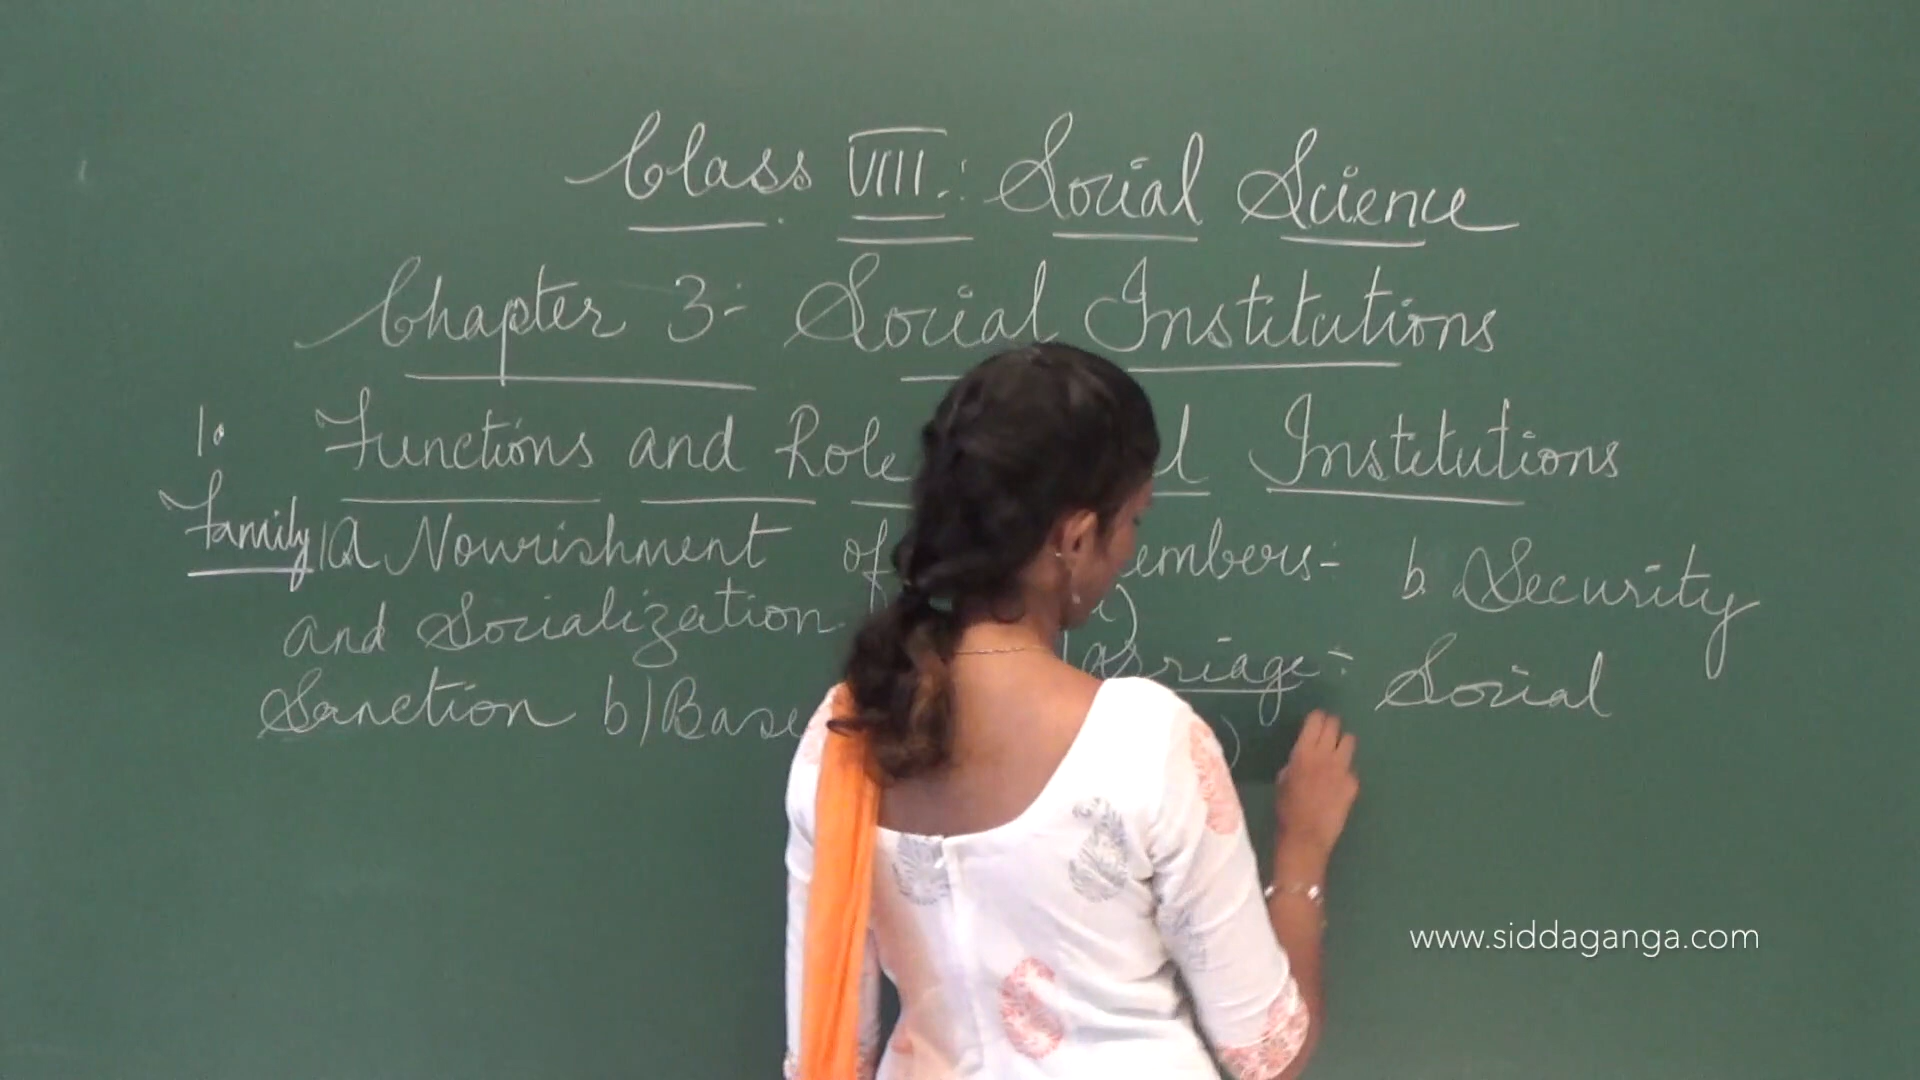 Class VIII : Social Science
Chapter 3 :- Social Institutions
1. Functions and Role Institutions
Family 1a Nourishment of embers :- b. Security
and Socialization arriage :- Social
Sanction b) Base
www.siddaganga.com